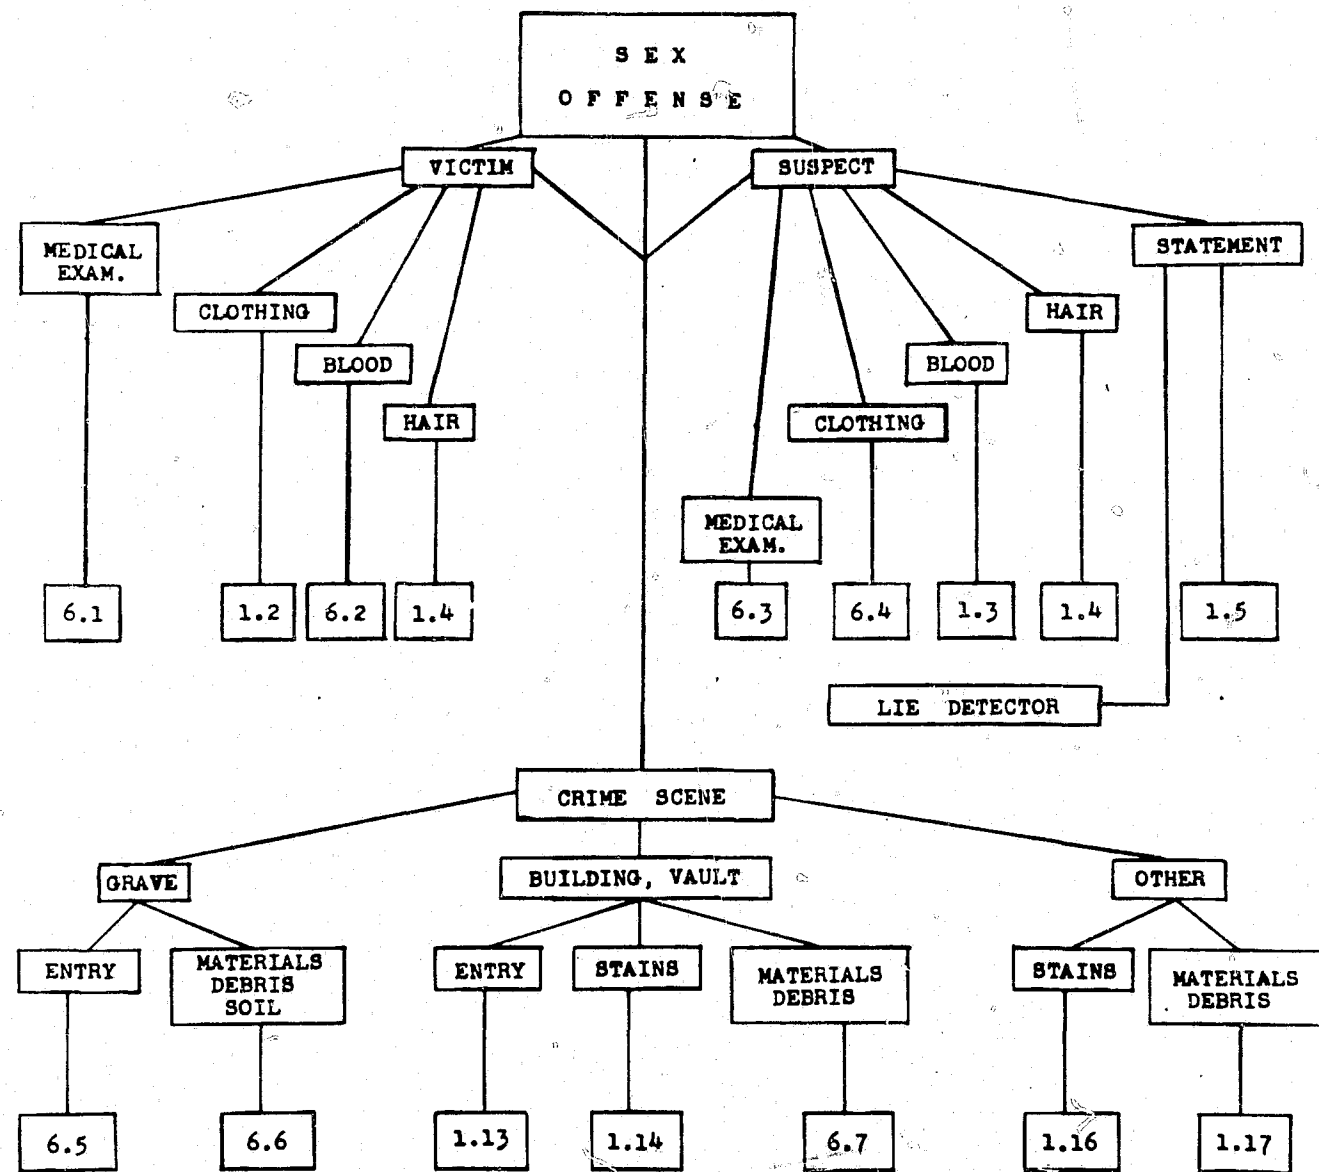 S E X
O F F E N S E
VICTIM
SUSPECT
MEDICAL
EXAM.
STATEMENT
CLOTHING
HAIR
BLOOD
BLOOD
HAIR
CLOTHING
MEDICAL
EXAM.
6.1
1.2
6.2
1.4
6.3
6.4
1.3
1.4
1.5
LIE DETECTOR
CRIME SCENE
GRAVE
BUILDING, VAULT
OTHER
ENTRY
MATERIALS
DEBRIS
SOIL
ENTRY
STAINS
MATERIALS
DEBRIS
STAINS
MATERIALS
DEBRIS
6.5
6.6
1.13
1.14
6.7
1.16
1.17